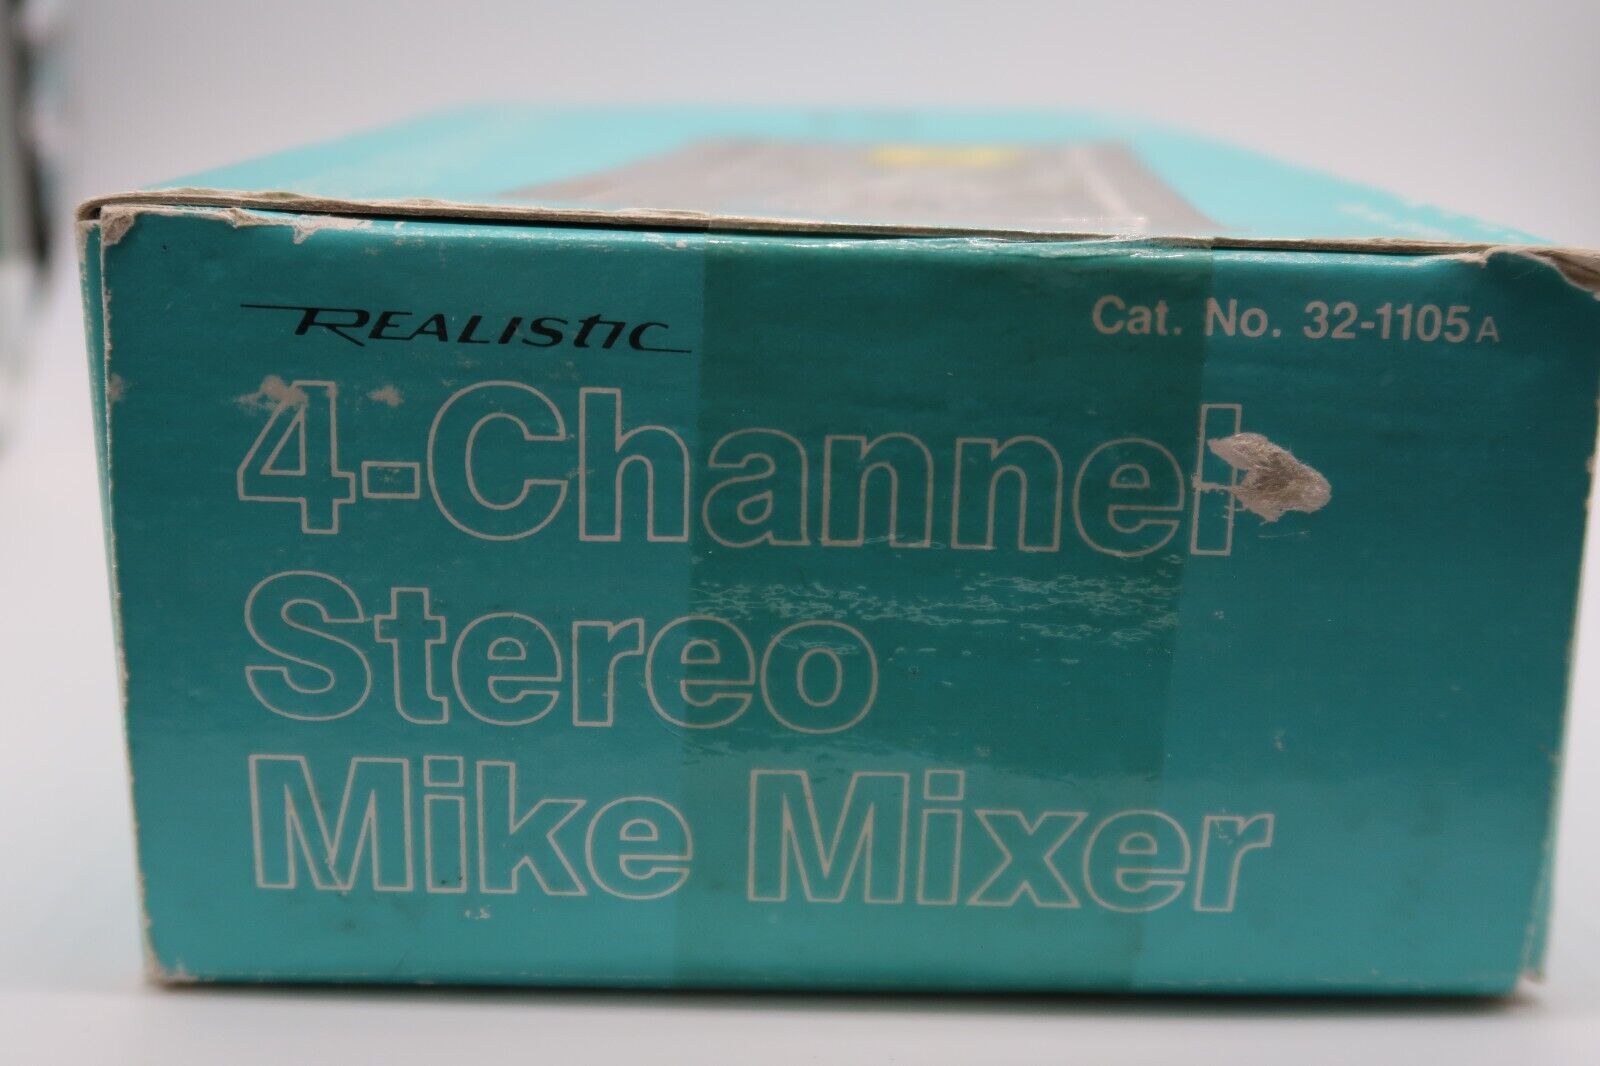 REALISTIC
Cat. No. 32-1105A
4-Channel
Stereo
Mike Mixer